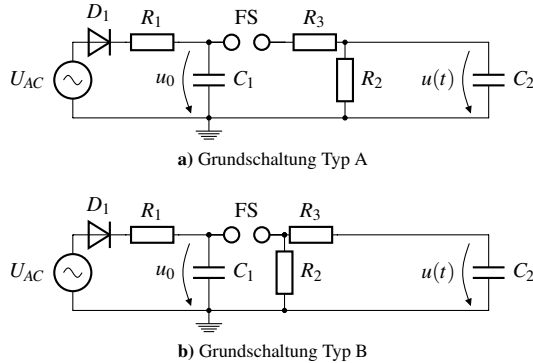 D1 R1 FS R3
UAC u0 C1 R2 u(t) C2
a) Grundschaltung Typ A
D1 R1 FS R3
UAC u0 C1 R2 u(t) C2
b) Grundschaltung Typ B